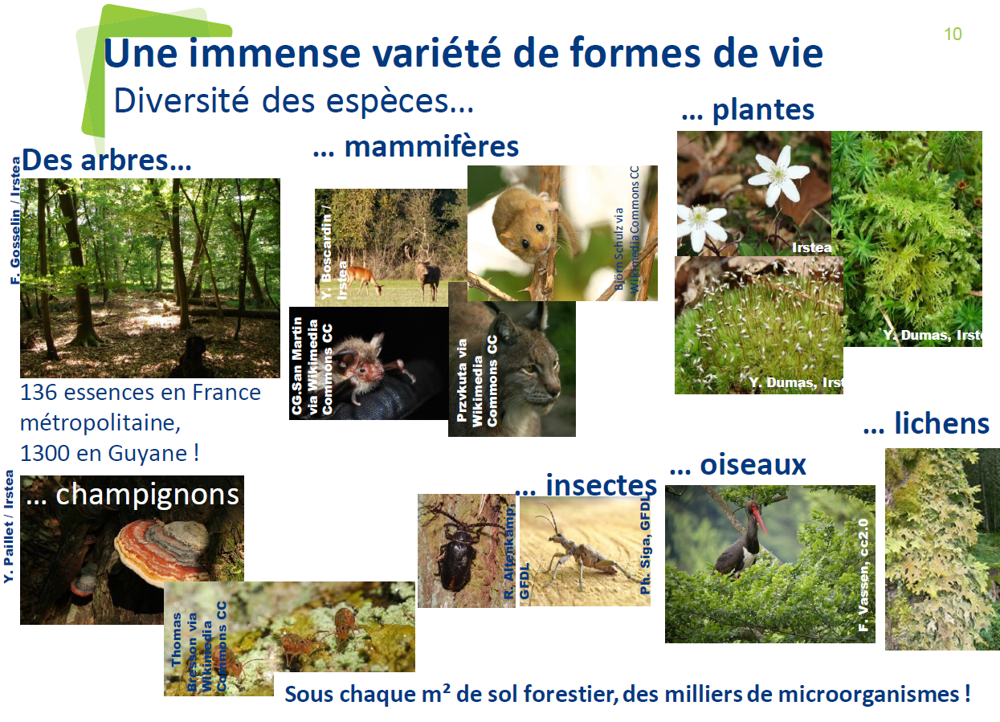 10
Une immense variété de formes de vie
Diversité des espèces...
... plantes
... mammifères
Des arbres...
F. Gosselin / Irstea
Y. Boscardin /
Irstea
Björn Schulz via
Wikimedia Commons CC
Irstea
Y. Dumas, Irste
Y. Dumas, Irst
CG.San Martin
via Wikimedia
Commons CC
Przvkuta via
Wikimedia
Commons CC
136 essences en France
métropolitaine,
1300 en Guyane !
... lichens
... oiseaux
... insectes
... champignons
Y. Paillet / Irstea
R. Altenkamp,
GFDL
Ph. Siga, GFDL
F. Vassen, cc2.0
Thomas
Bresson via
Wikimedia
Commons CC
Sous chaque m² de sol forestier, des milliers de microorganismes !